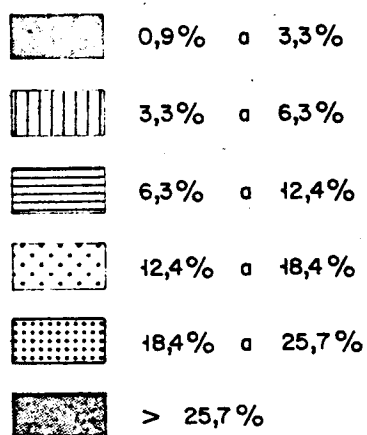 0,9% a 3,3%
3,3% a 6,3%
6,3% a 12,4%
12,4% a 18,4%
18,4% a 25,7%
> 25,7%